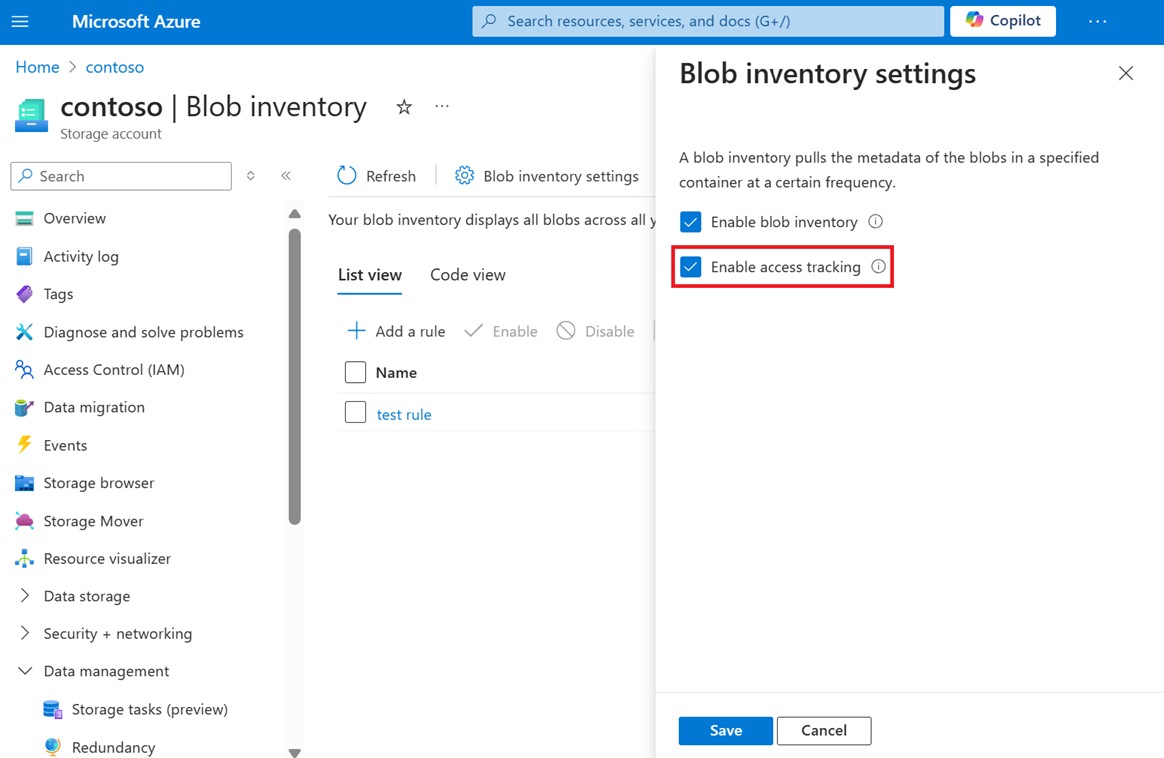 Microsoft Azure
Search resources, services, and docs (G+/)
Copilot
Home > contoso
contoso | Blob inventory
Storage account
Search
Overview
Activity log
Tags
Diagnose and solve problems
Access Control (IAM)
Data migration
Events
Storage browser
Storage Mover
Resource visualizer
Data storage
Security + networking
Data management
Storage tasks (preview)
Redundancy
Refresh
Blob inventory settings
Your blob inventory displays all blobs across all y
List view
Code view
Add a rule
Enable
Disable
Name
test rule
Blob inventory settings
A blob inventory pulls the metadata of the blobs in a specified
container at a certain frequency.
Enable blob inventory
Enable access tracking
Save
Cancel